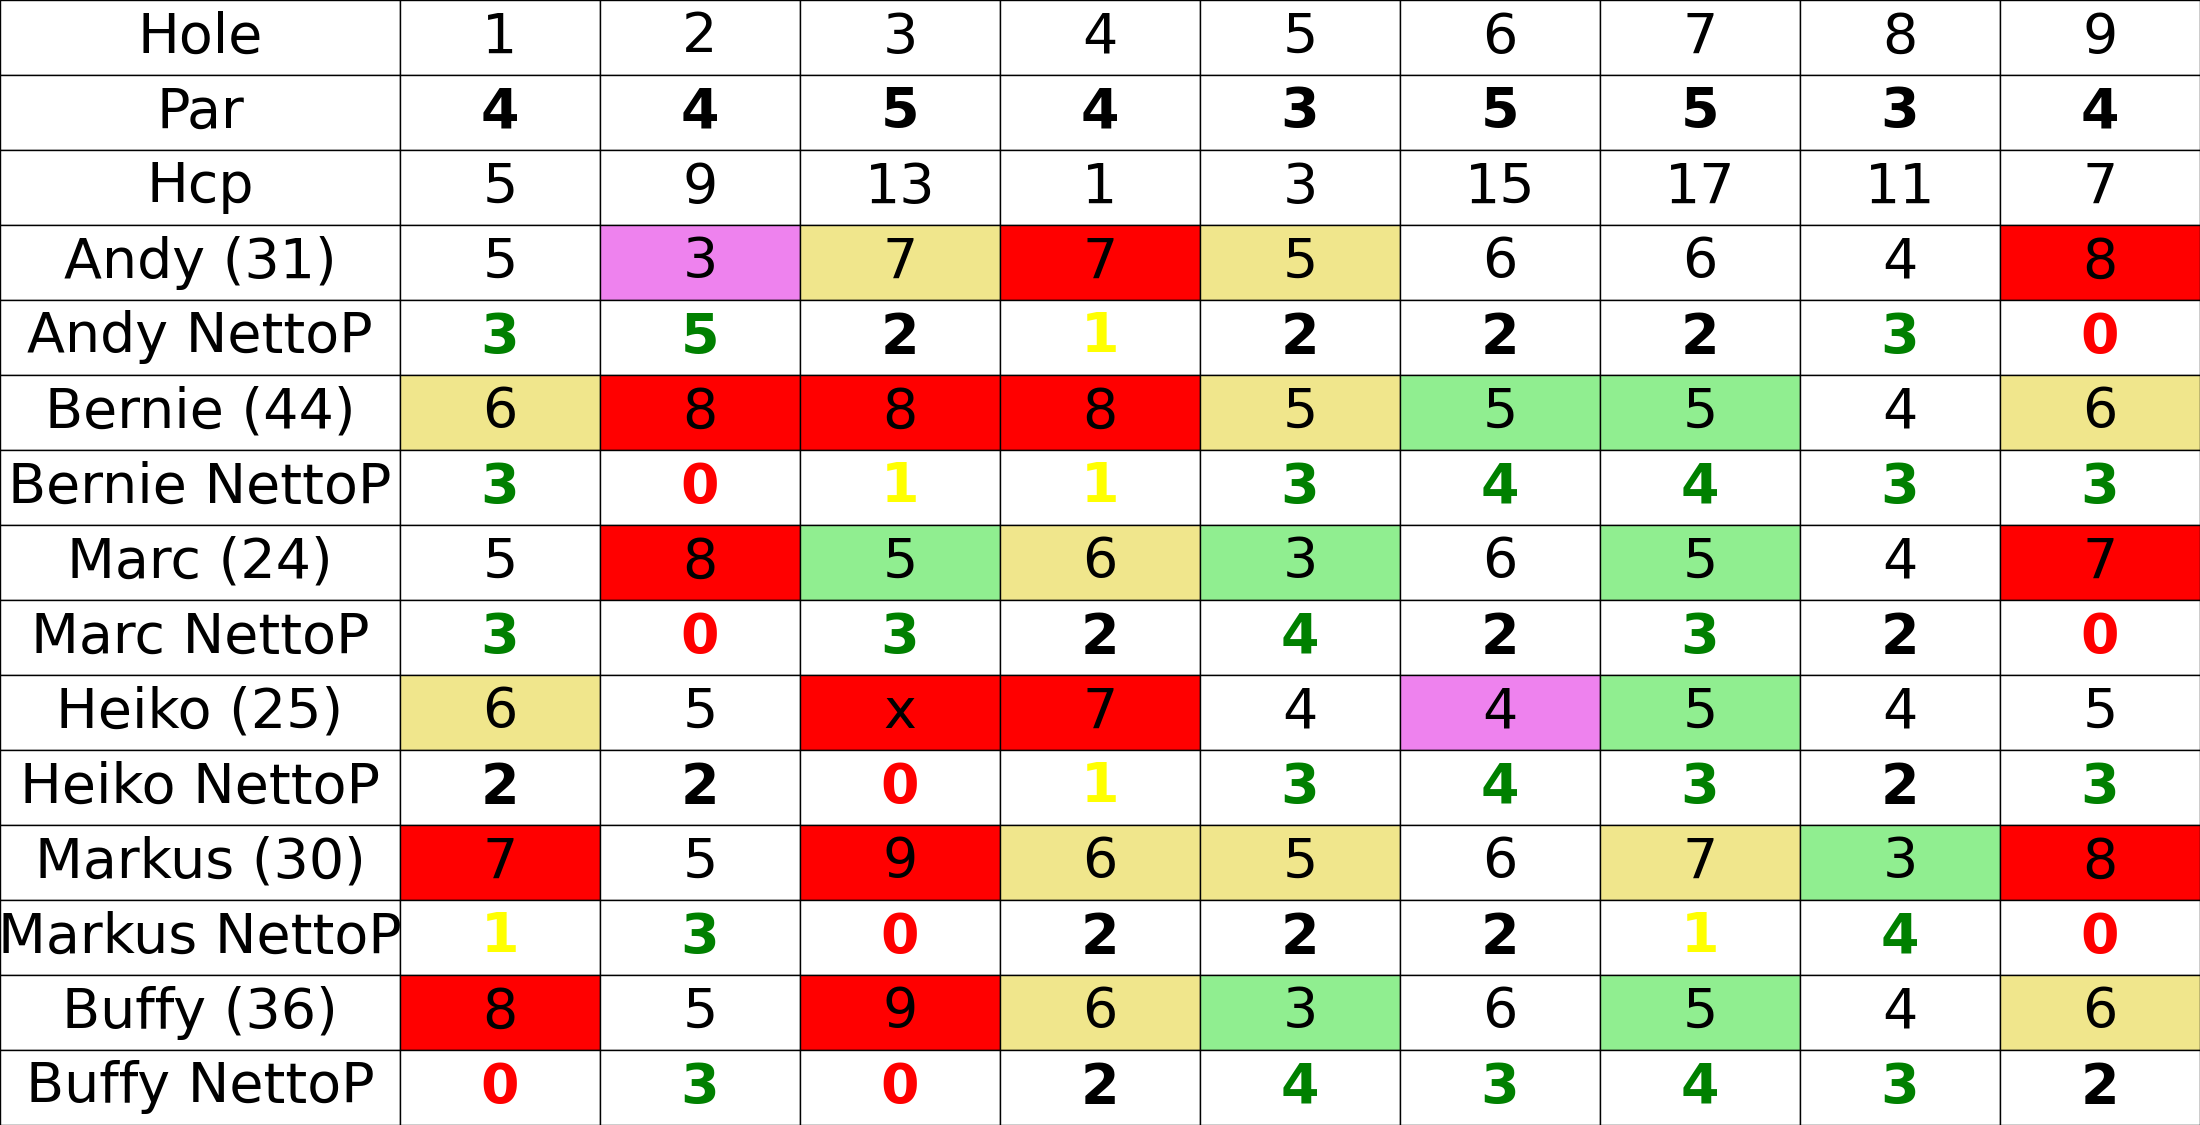 Hole 1 2 3 4 5 6 7 8 9
Par 4 4 5 4 3 5 5 3 4
Hcp 5 9 13 1 3 15 17 11 7
Andy (31) 5 3 7 7 5 6 6 4 8
Andy NettoP 3 5 2 1 2 2 2 3 0
Bernie (44) 6 8 8 8 5 5 5 4 6
Bernie NettoP 3 0 1 1 3 4 4 3 3
Marc (24) 5 8 5 6 3 6 5 4 7
Marc NettoP 3 0 3 2 4 2 3 2 0
Heiko (25) 6 5 x 7 4 4 5 4 5
Heiko NettoP 2 2 0 1 3 4 3 2 3
Markus (30) 7 5 9 6 5 6 7 3 8
Markus NettoP 1 3 0 2 2 2 1 4 0
Buffy (36) 8 5 9 6 3 6 5 4 6
Buffy NettoP 0 3 0 2 4 3 4 3 2